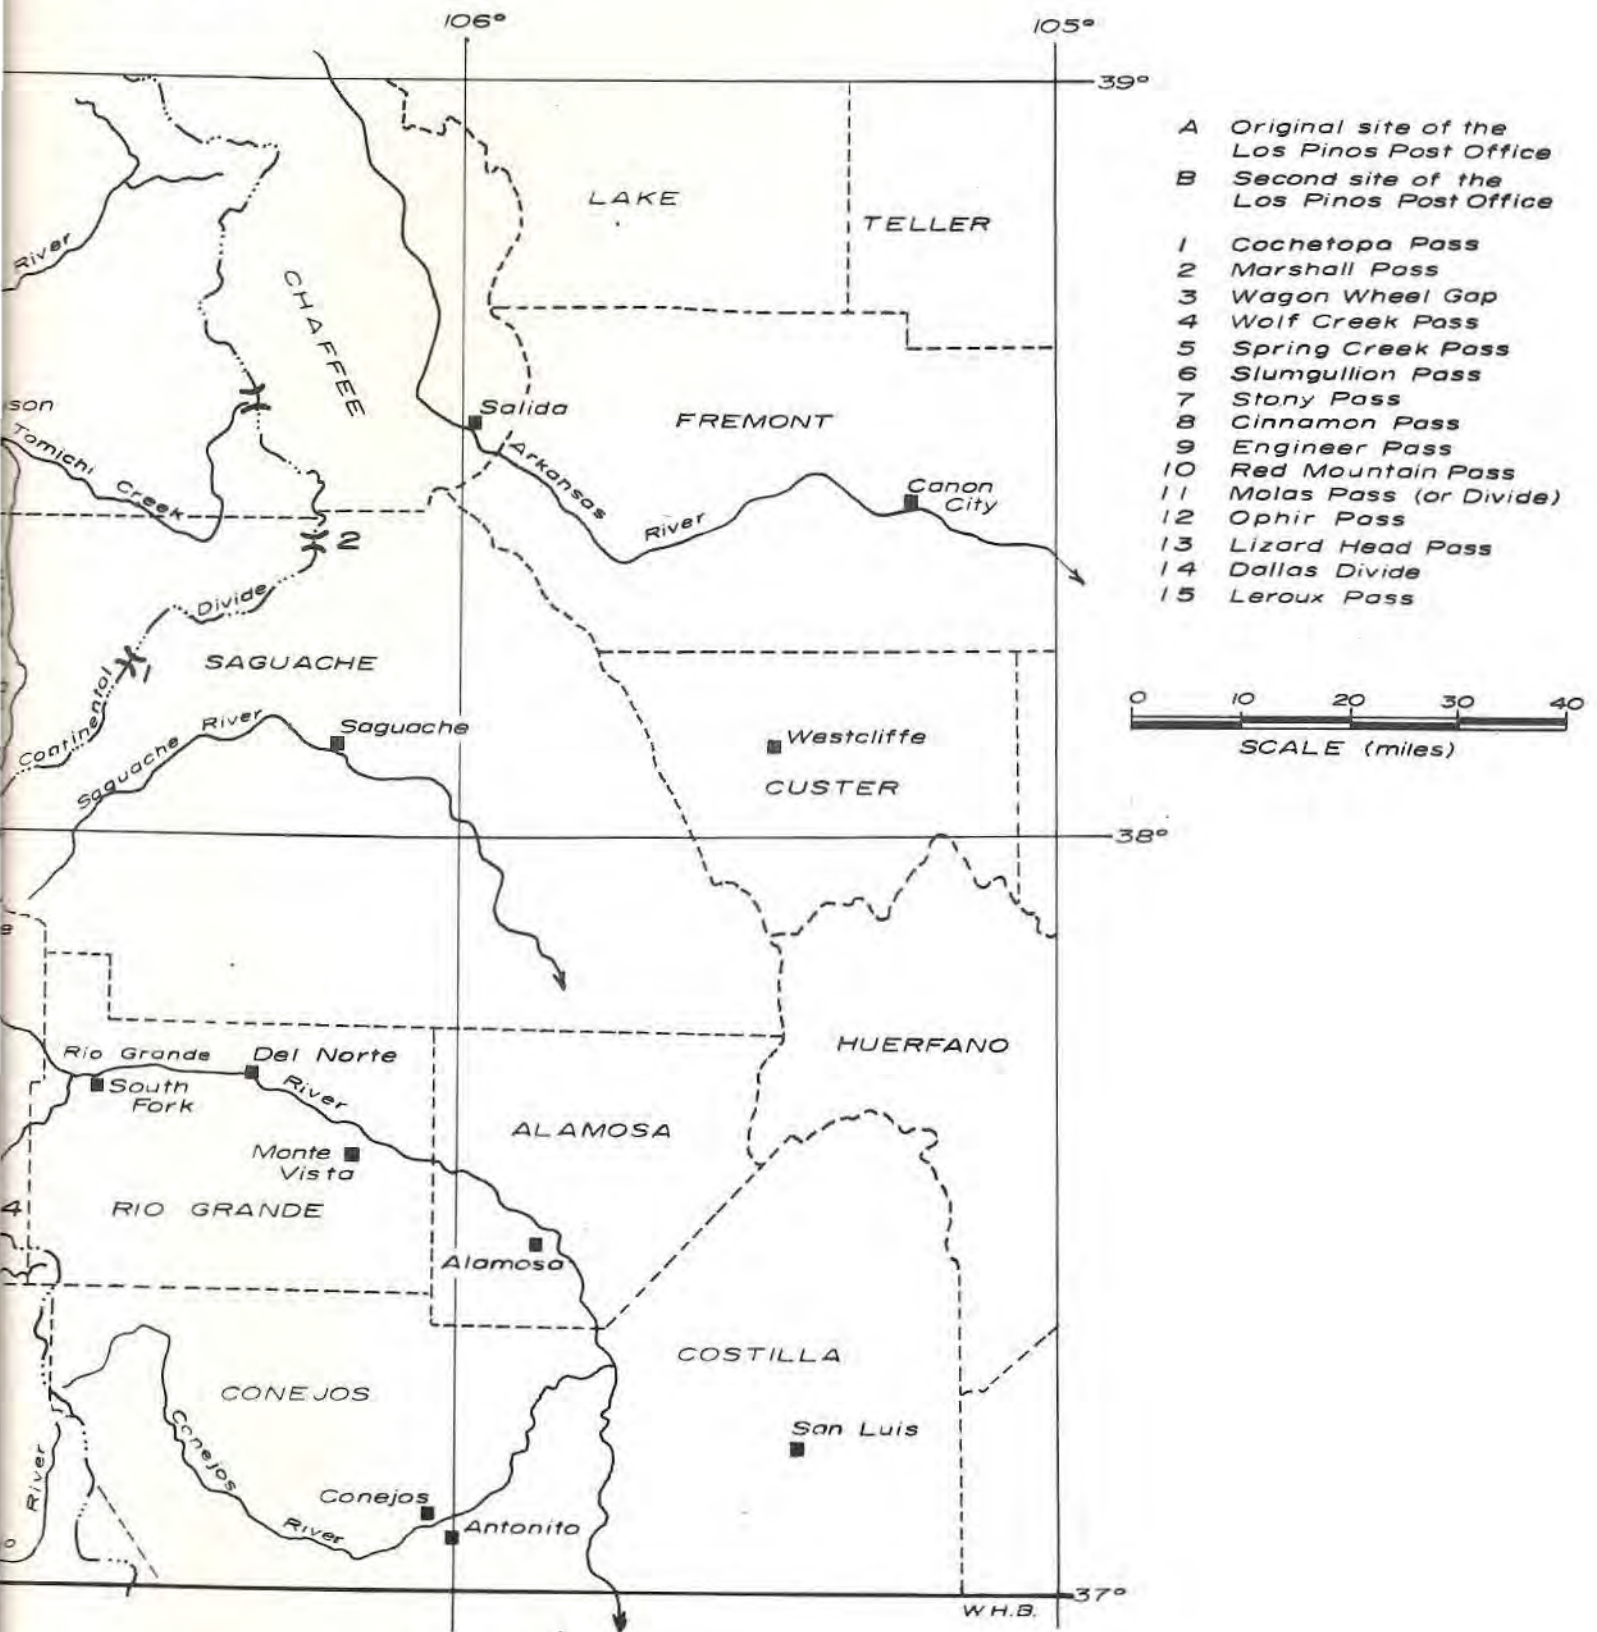 106°
105°
39°
A Original site of the
Los Pinos Post Office
B Second site of the
Los Pinos Post Office
1 Cochetopa Pass
2 Marshall Pass
3 Wagon Wheel Gap
4 Wolf Creek Pass
5 Spring Creek Pass
6 Slumgullion Pass
7 Stony Pass
8 Cinnamon Pass
9 Engineer Pass
10 Red Mountain Pass
11 Molas Pass (or Divide)
12 Ophir Pass
13 Lizard Head Pass
14 Dallas Divide
15 Leroux Pass
0 10 20 30 40
SCALE (miles)
LAKE
TELLER
River
CHAFFEE
son
Tomichi Creek
Salida
FREMONT
Arkansas River
Canon
City
2
Continental Divide
1
SAGUACHE
Saguache River
Saguache
Westcliffe
CUSTER
38°
HUERFANO
Rio Grande River
Del Norte
South
Fork
ALAMOSA
Monte
Vista
4
RIO GRANDE
Alamosa
COSTILLA
CONEJOS
San Luis
Conejos River
River
Conejos
Antonito
37°
W.H.B.